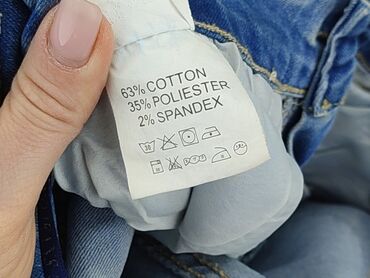 63% COTTON
35% POLIESTER
2% SPANDEX